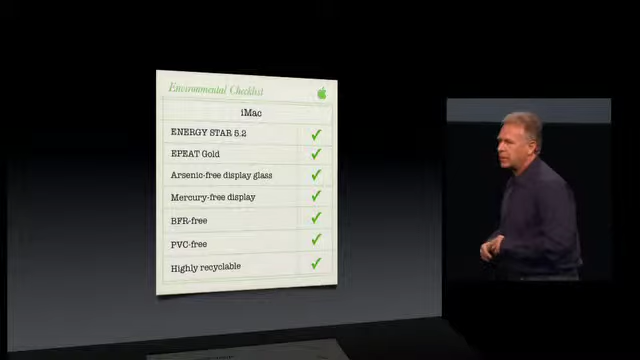 Environmental Checklist
iMac
ENERGY STAR 5.2
EPEAT Gold
Arsenic-free display glass
Mercury-free display
BFR-free
PVC-free
Highly recyclable